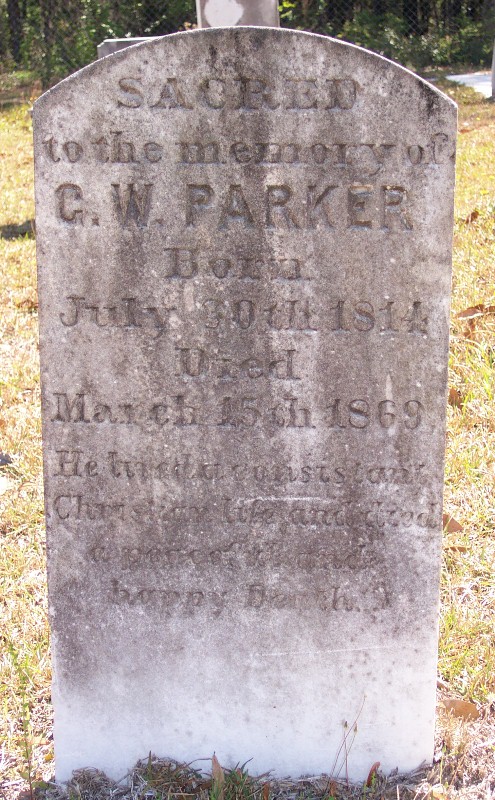 SACRED
to the memory of
G. W. PARKER
Born
July 30th 1814
Died
March 15th 1869.
He lived a consistant
Christian life and died
a peaceful and
happy Death.